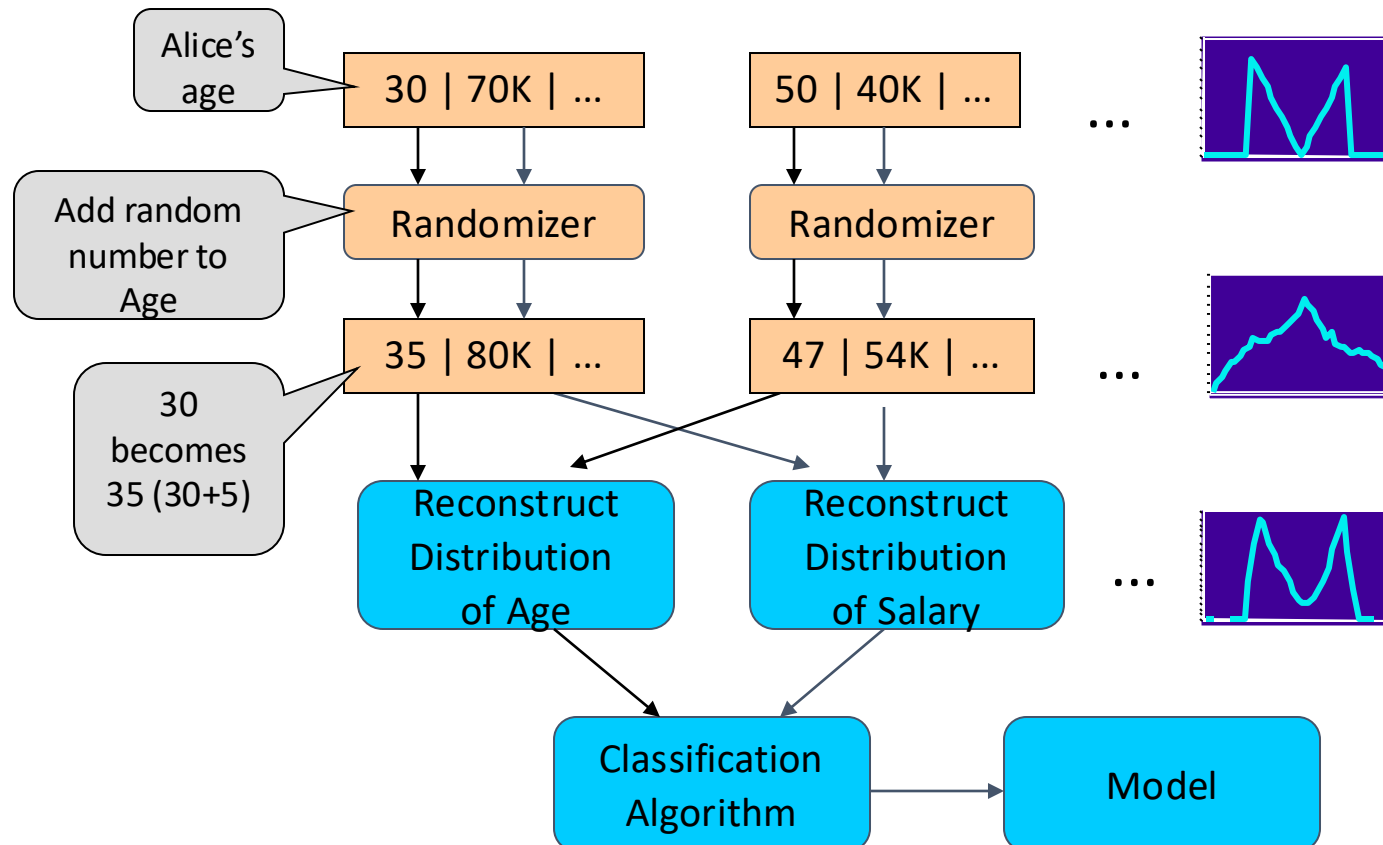 Alice’s
age
30 | 70K | ...
50 | 40K | ...
...
Add random
number to
Age
Randomizer
Randomizer
35 | 80K | ...
47 | 54K | ...
...
30
becomes
35 (30+5)
Reconstruct
Distribution
of Age
Reconstruct
Distribution
of Salary
...
Classification
Algorithm
Model